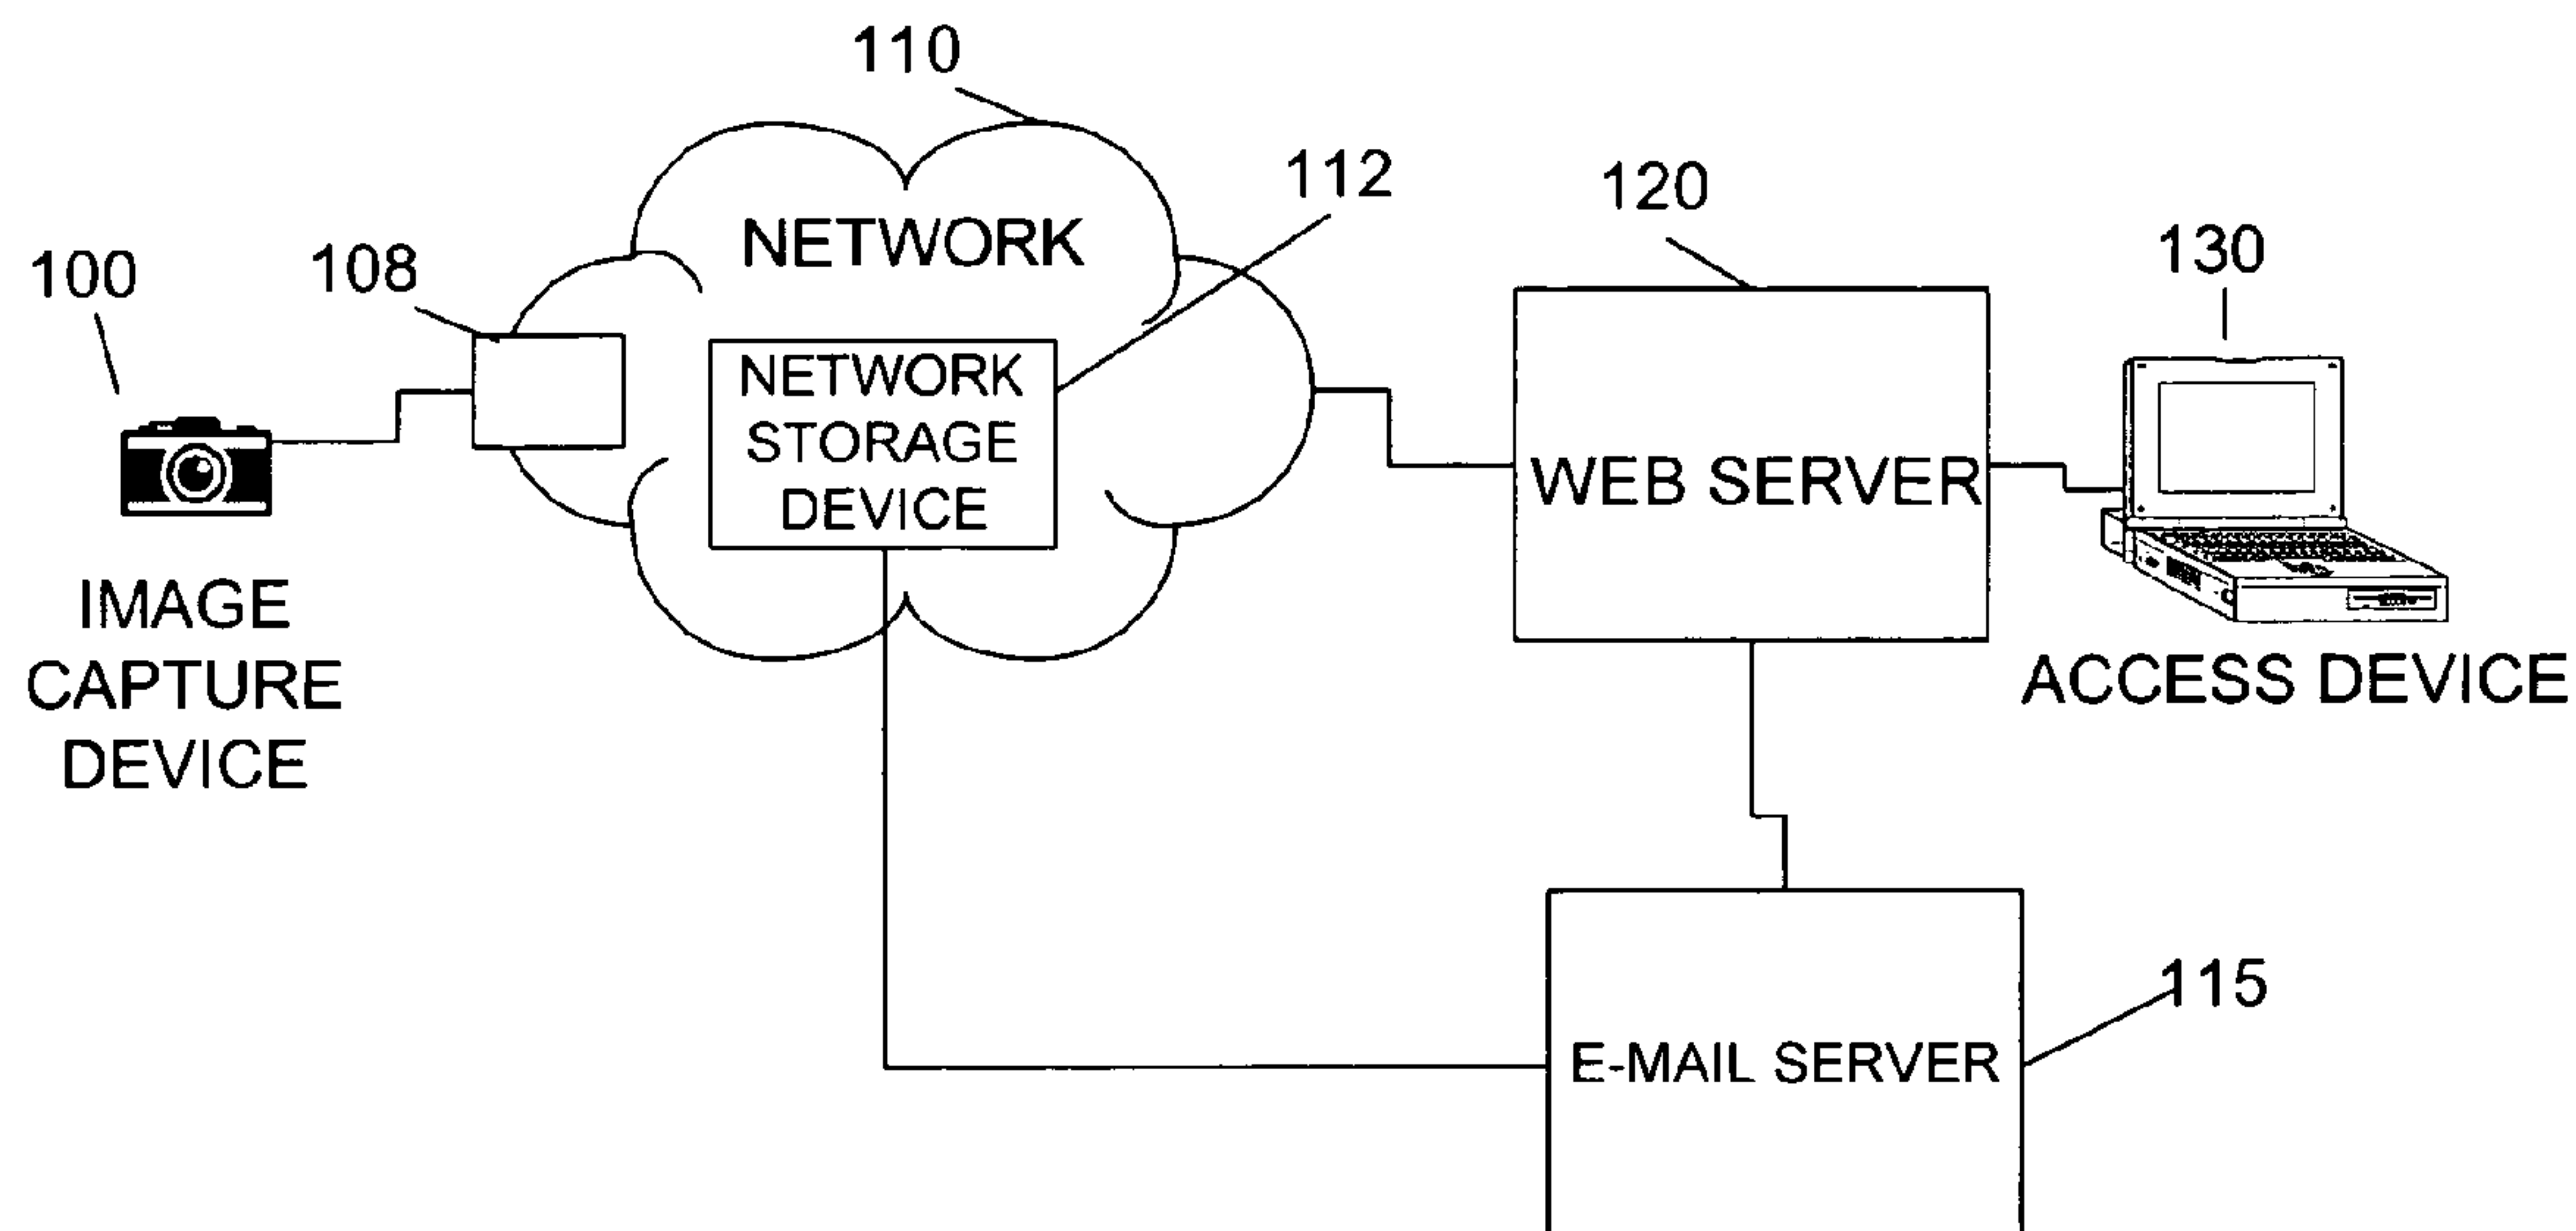 110
112
120
NETWORK
130
108
100
NETWORK
STORAGE
DEVICE
WEB SERVER
IMAGE
CAPTURE
DEVICE
ACCESS DEVICE
115
E-MAIL SERVER